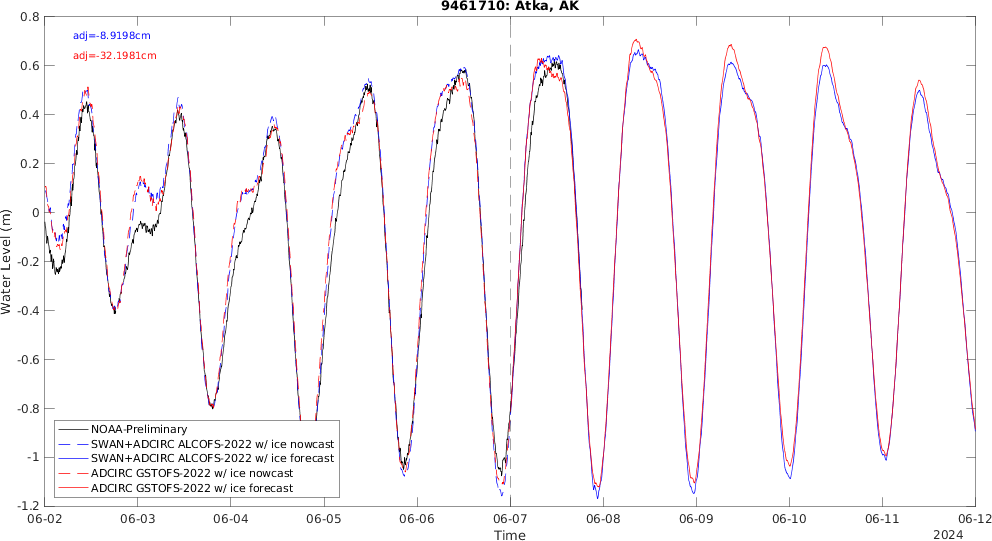 9461710: Atka, AK
adj=-8.9198cm
adj=-32.1981cm
0.8
0.6
0.4
0.2
0
-0.2
-0.4
-0.6
-0.8
-1
-1.2
Water Level (m)
NOAA-Preliminary
SWAN+ADCIRC ALCOFS-2022 w/ ice nowcast
SWAN+ADCIRC ALCOFS-2022 w/ ice forecast
ADCIRC GSTOFS-2022 w/ ice nowcast
ADCIRC GSTOFS-2022 w/ ice forecast
06-02 06-03 06-04 06-05 06-06 06-07 06-08 06-09 06-10 06-11 06-12
Time
2024